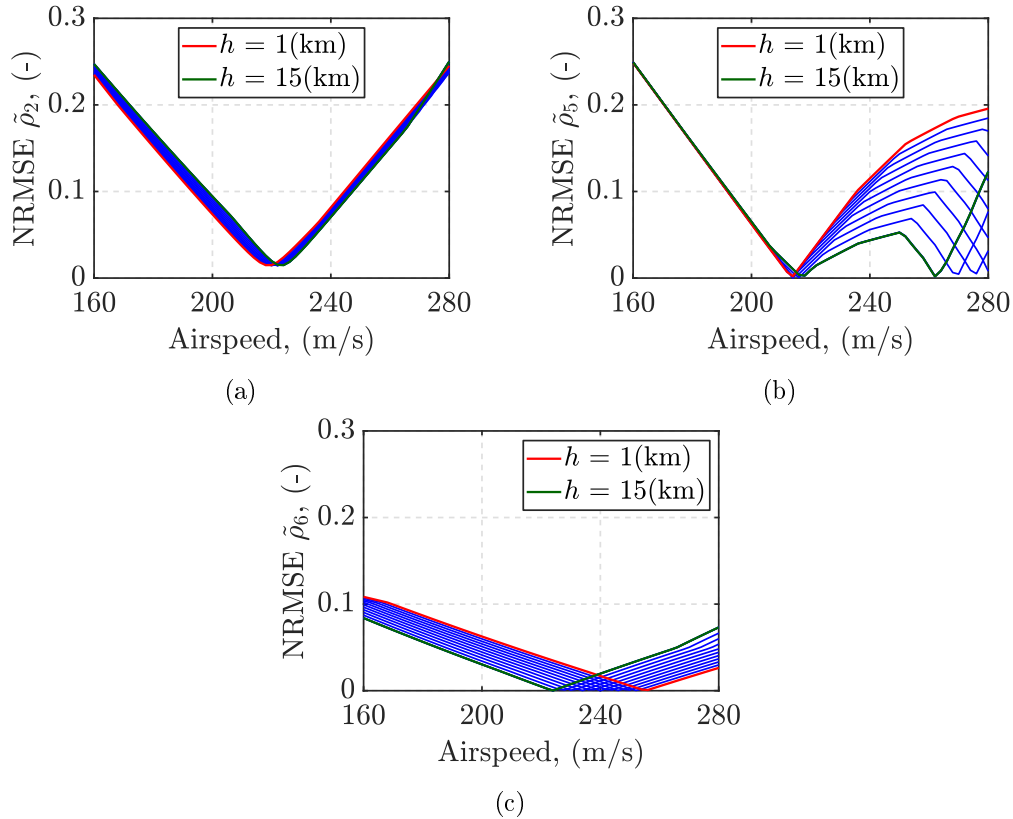 0.3
0.2
0.1
0
NRMSE ρ̃₂, (-)
h = 1(km)
h = 15(km)
160 200 240 280
Airspeed, (m/s)
(a)
0.3
0.2
0.1
0
NRMSE ρ̃₅, (-)
h = 1(km)
h = 15(km)
160 200 240 280
Airspeed, (m/s)
(b)
0.3
0.2
0.1
0
NRMSE ρ̃₆, (-)
h = 1(km)
h = 15(km)
160 200 240 280
Airspeed, (m/s)
(c)